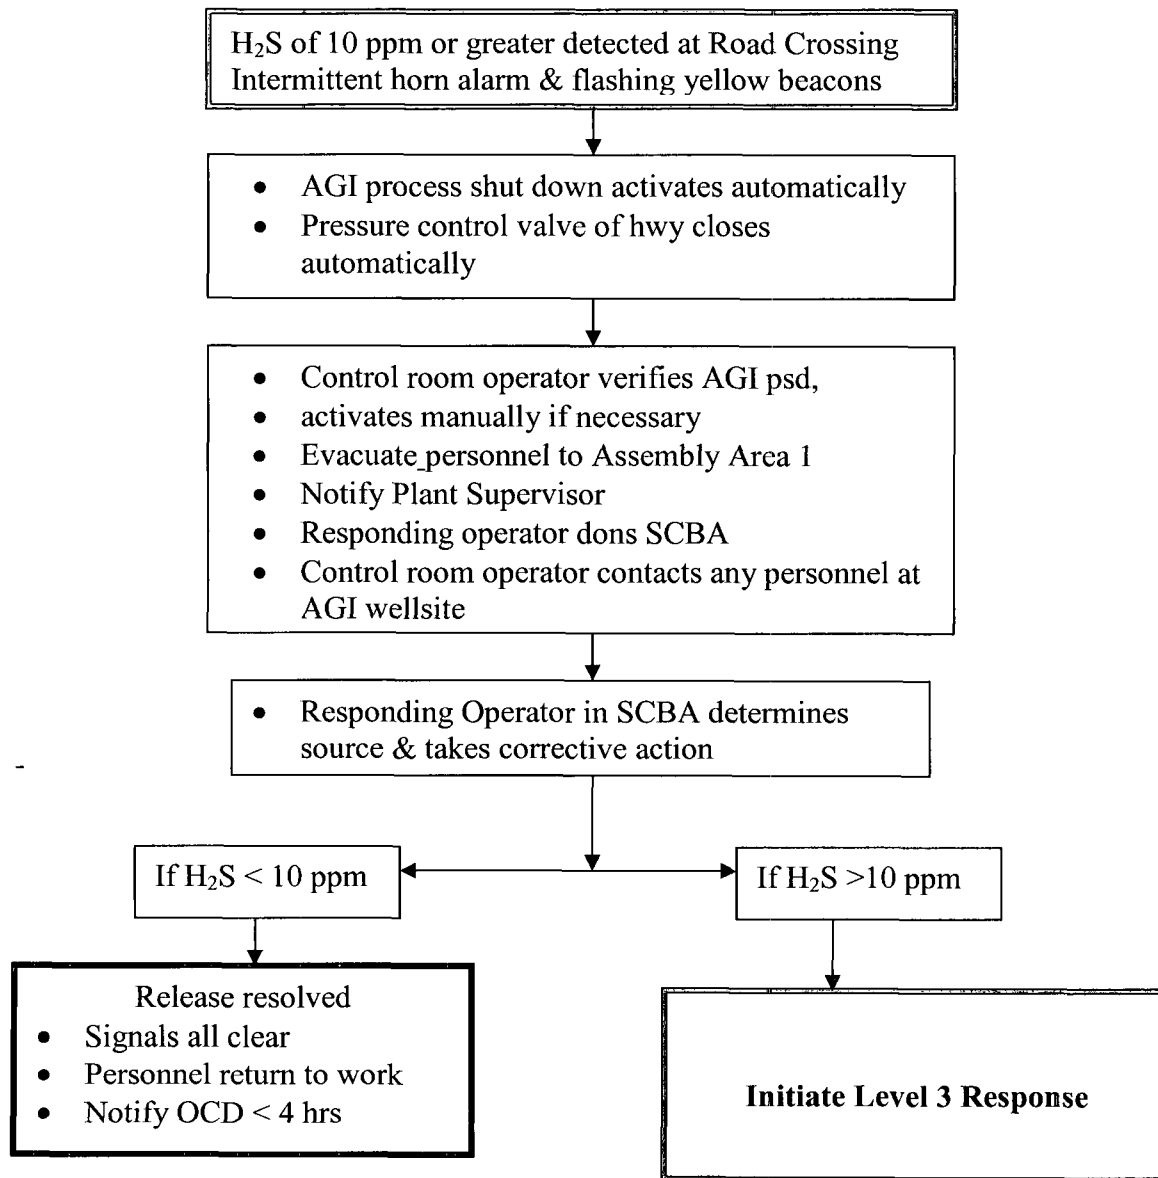 H₂S of 10 ppm or greater detected at Road Crossing
Intermittent horn alarm & flashing yellow beacons
• AGI process shut down activates automatically
• Pressure control valve of hwy closes
automatically
• Control room operator verifies AGI psd,
• activates manually if necessary
• Evacuate personnel to Assembly Area 1
• Notify Plant Supervisor
• Responding operator dons SCBA
• Control room operator contacts any personnel at
AGI wellsite
• Responding Operator in SCBA determines
source & takes corrective action
If H₂S < 10 ppm
If H₂S >10 ppm
Release resolved
• Signals all clear
• Personnel return to work
• Notify OCD < 4 hrs
Initiate Level 3 Response